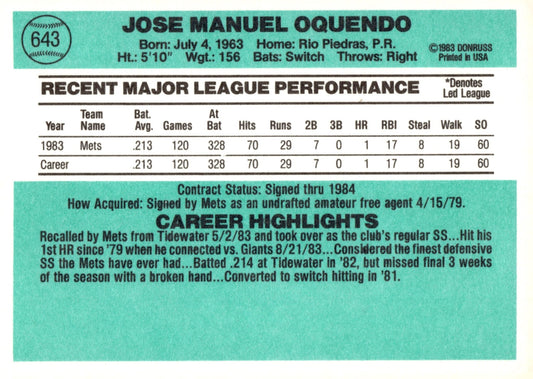 643
JOSE MANUEL OQUENDO
Born: July 4, 1963 Home: Rio Piedras, P.R.
Ht.: 5'10" Wgt.: 156 Bats: Switch Throws: Right
©1983 DONRUSS
Printed in USA
RECENT MAJOR LEAGUE PERFORMANCE
*Denotes
Led League
Year Team Name Bat. Avg. Games At Bat Hits Runs 2B 3B HR RBI Steal Walk SO
1983 Mets .213 120 328 70 29 7 0 1 17 8 19 60
Career .213 120 328 70 29 7 0 1 17 8 19 60
Contract Status: Signed thru 1984
How Acquired: Signed by Mets as an undrafted amateur free agent 4/15/79.
CAREER HIGHLIGHTS
Recalled by Mets from Tidewater 5/2/83 and took over as the club's regular SS...Hit his
1st HR since '79 when he connected vs. Giants 8/21/83...Considered the finest defensive
SS the Mets have ever had...Batted .214 at Tidewater in '82, but missed final 3 weeks
of the season with a broken hand...Converted to switch hitting in '81.